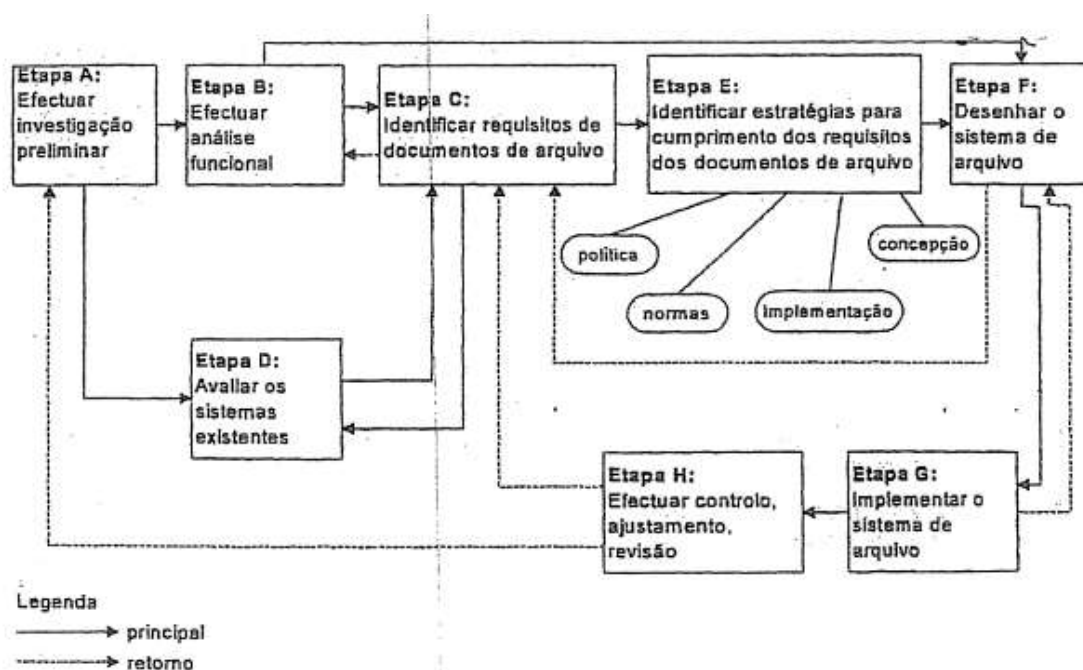 Etapa A:
Efectuar
investigação
preliminar
Etapa B:
Efectuar
análise
funcional
Etapa C:
Identificar requisitos de
documentos de arquivo
Etapa E:
Identificar estratégias para
cumprimento dos requisitos
dos documentos de arquivo
Etapa F:
Desenhar o
sistema de
arquivo
política
normas
implementação
concepção
Etapa D:
Avaliar os
sistemas
existentes
Etapa H:
Efectuar controlo,
ajustamento,
revisão
Etapa G:
Implementar o
sistema de
arquivo
Legenda
principal
retorno